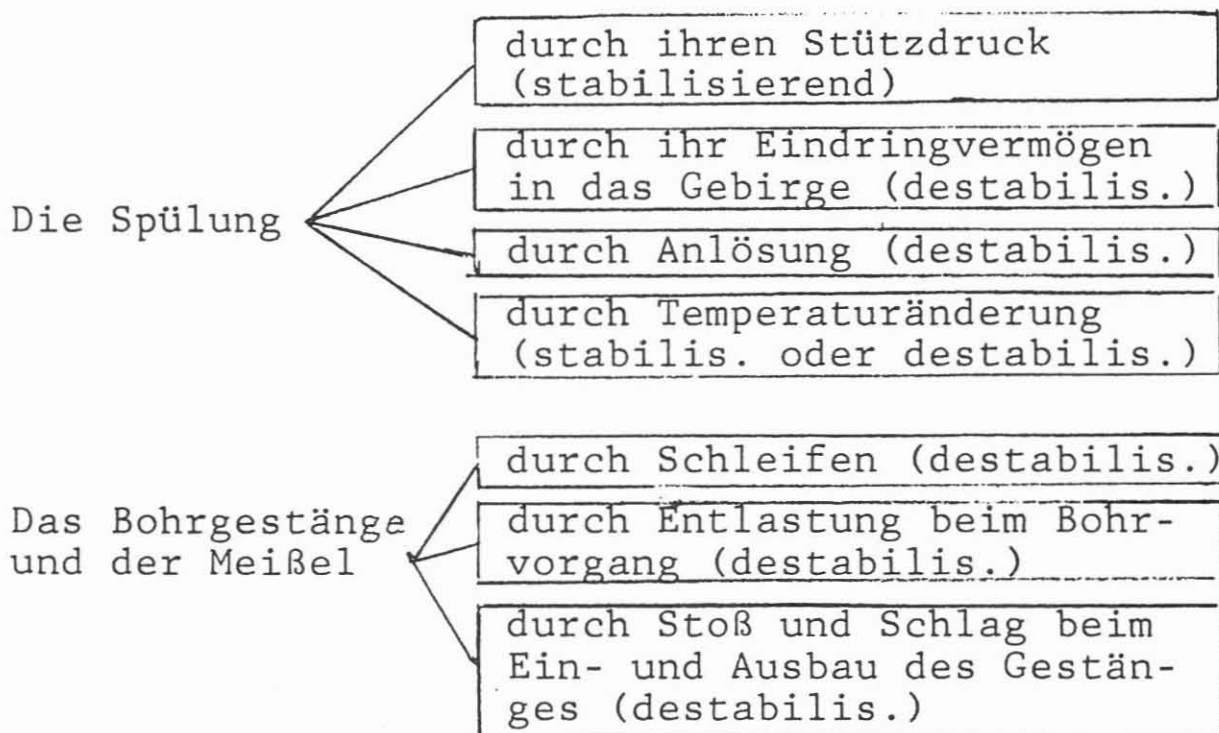 durch ihren Stützdruck
(stabilisierend)
durch ihr Eindringvermögen
in das Gebirge (destabilis.)
Die Spülung
durch Anlösung (destabilis.)
durch Temperaturänderung
(stabilis. oder destabilis.)
durch Schleifen (destabilis.)
Das Bohrgestänge
und der Meißel
durch Entlastung beim Bohr-
vorgang (destabilis.)
durch Stoß und Schlag beim
Ein- und Ausbau des Gestän-
ges (destabilis.)